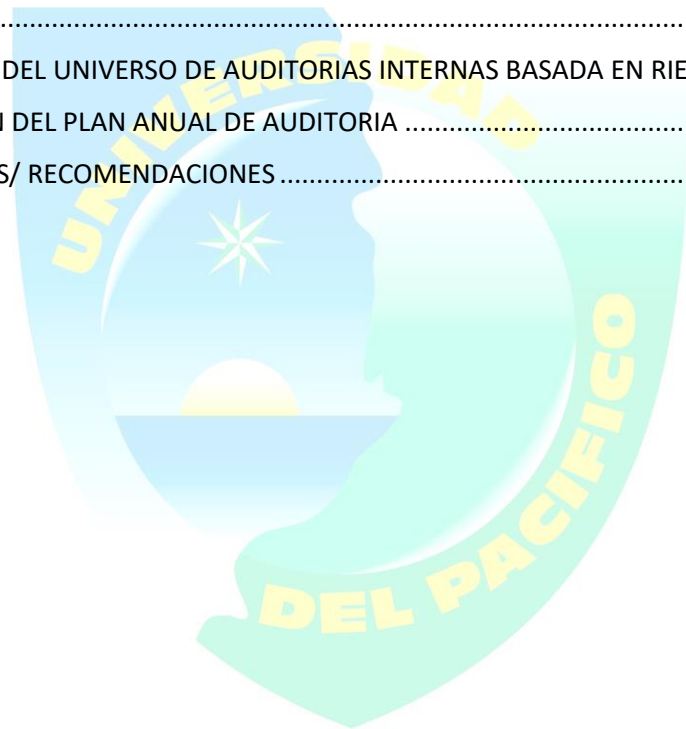 ....................................................................................................
DEL UNIVERSO DE AUDITORIAS INTERNAS BASADA EN RIE
DEL PLAN ANUAL DE AUDITORIA ........................................
S/ RECOMENDACIONES ..........................................................
UNIVERSIDAD
DEL PACIFICO